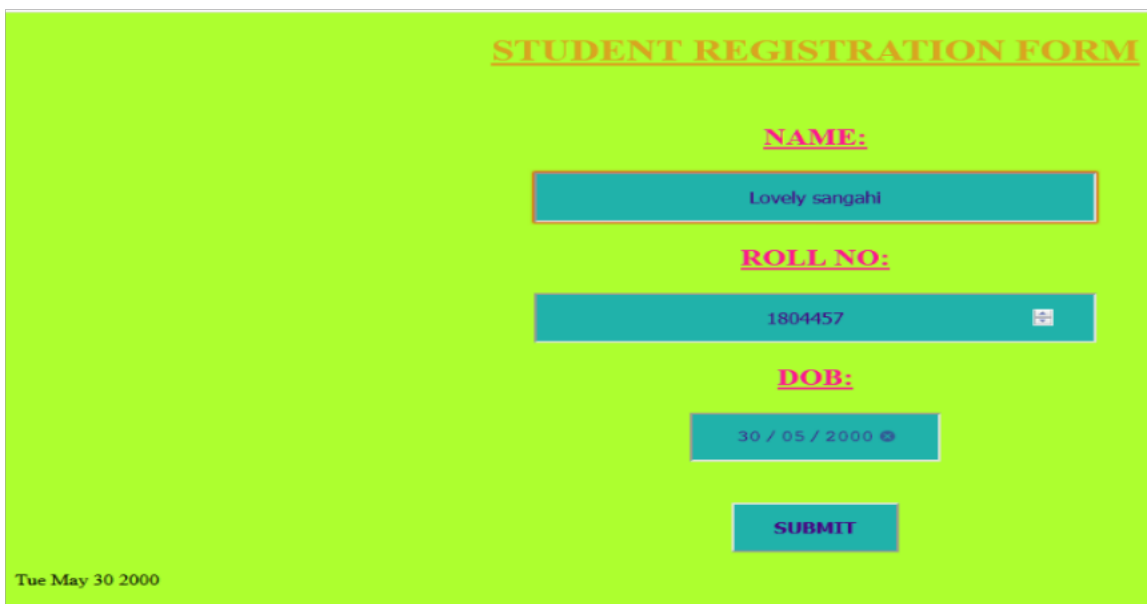 STUDENT REGISTRATION FORM
NAME:
Lovely sangahi
ROLL NO:
1804457
DOB:
30 / 05 / 2000
SUBMIT
Tue May 30 2000